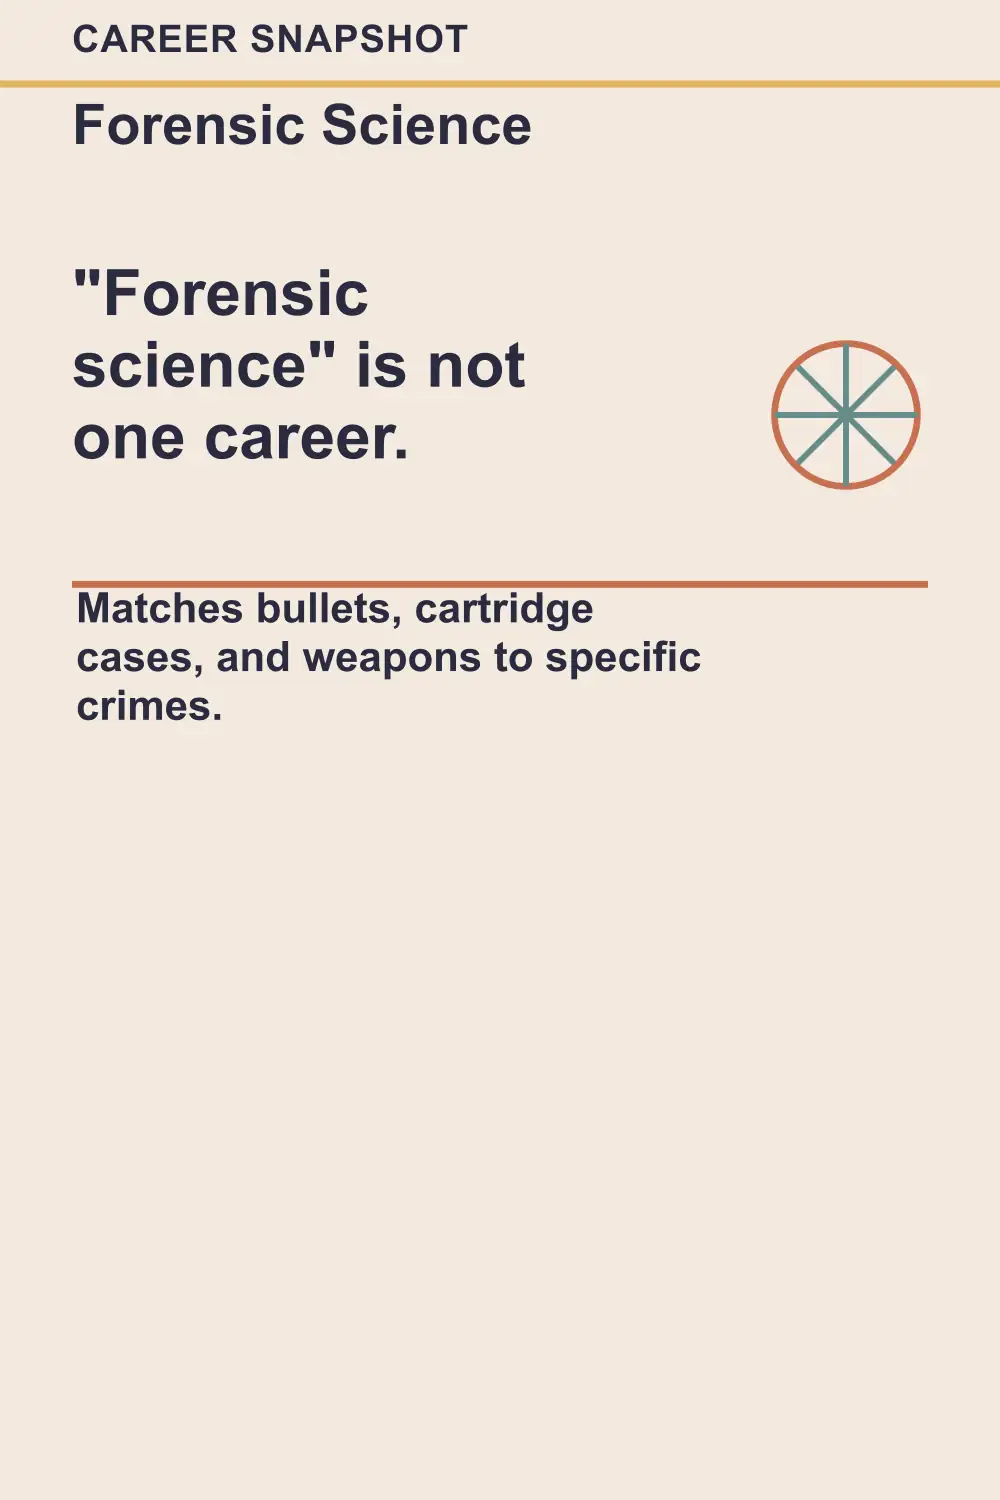 CAREER SNAPSHOT
Forensic Science
"Forensic
science" is not
one career.
Matches bullets, cartridge
cases, and weapons to specific
crimes.